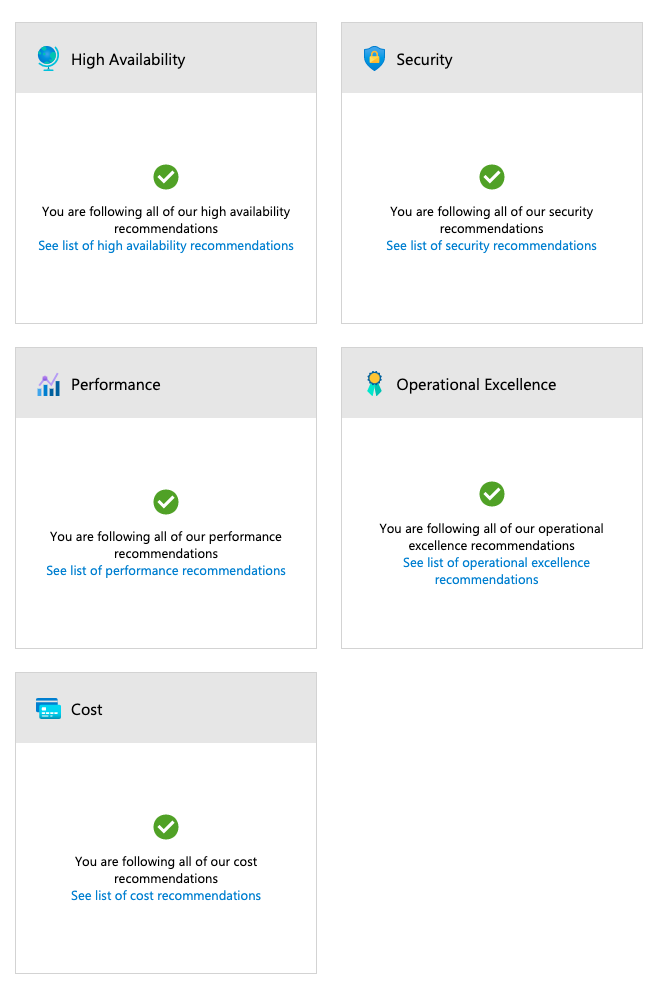 High Availability
You are following all of our high availability
recommendations
See list of high availability recommendations
Security
You are following all of our security
recommendations
See list of security recommendations
Performance
You are following all of our performance
recommendations
See list of performance recommendations
Operational Excellence
You are following all of our operational
excellence recommendations
See list of operational excellence
recommendations
Cost
You are following all of our cost
recommendations
See list of cost recommendations